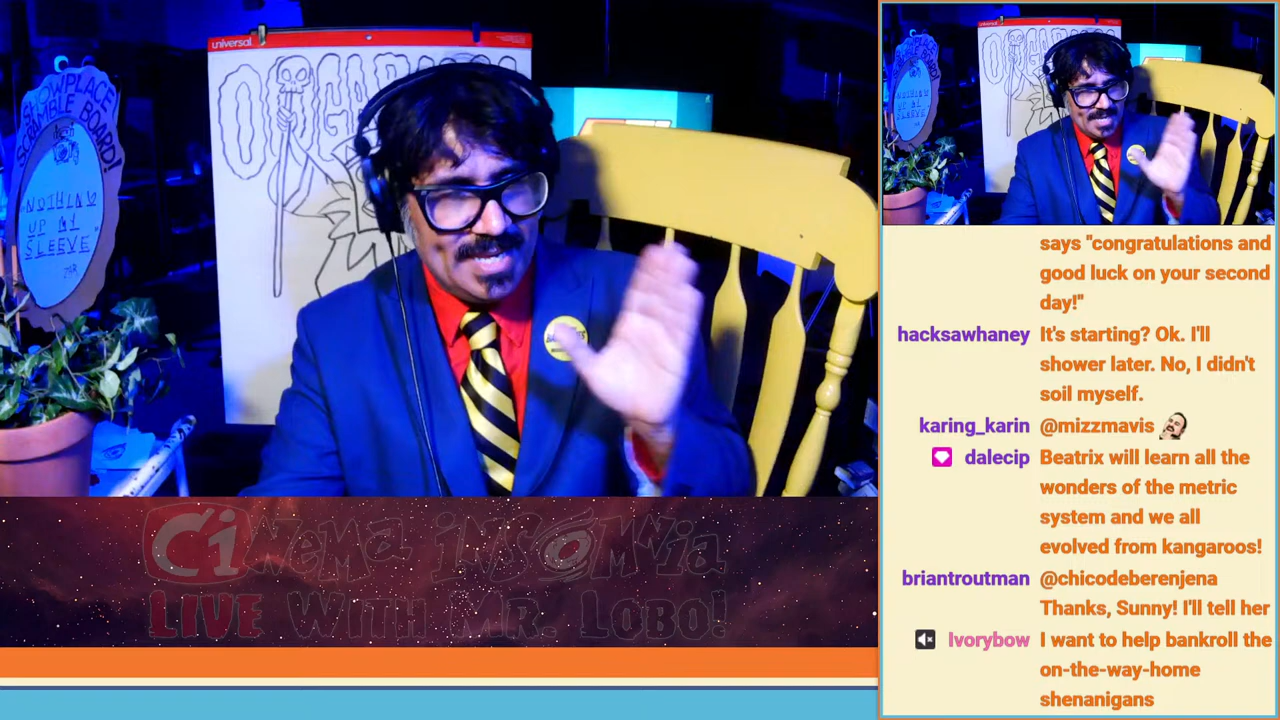 universal
SHOWPLACE
SCRAMBLE BOARD!
"NOTHING
UP MY
SLEEVE"
CiNeMa iNSOMNia
LIVE WiTH MR. LOBO!
says "congratulations and
good luck on your second
day!"
hacksawhaney It's starting? Ok. I'll
shower later. No, I didn't
soil myself.
karing_karin @mizzmavis
dalecip Beatrix will learn all the
wonders of the metric
system and we all
evolved from kangaroos!
briantroutman @chicodeberenjena
Thanks, Sunny! I'll tell her
Ivorybow I want to help bankroll the
on-the-way-home
shenanigans